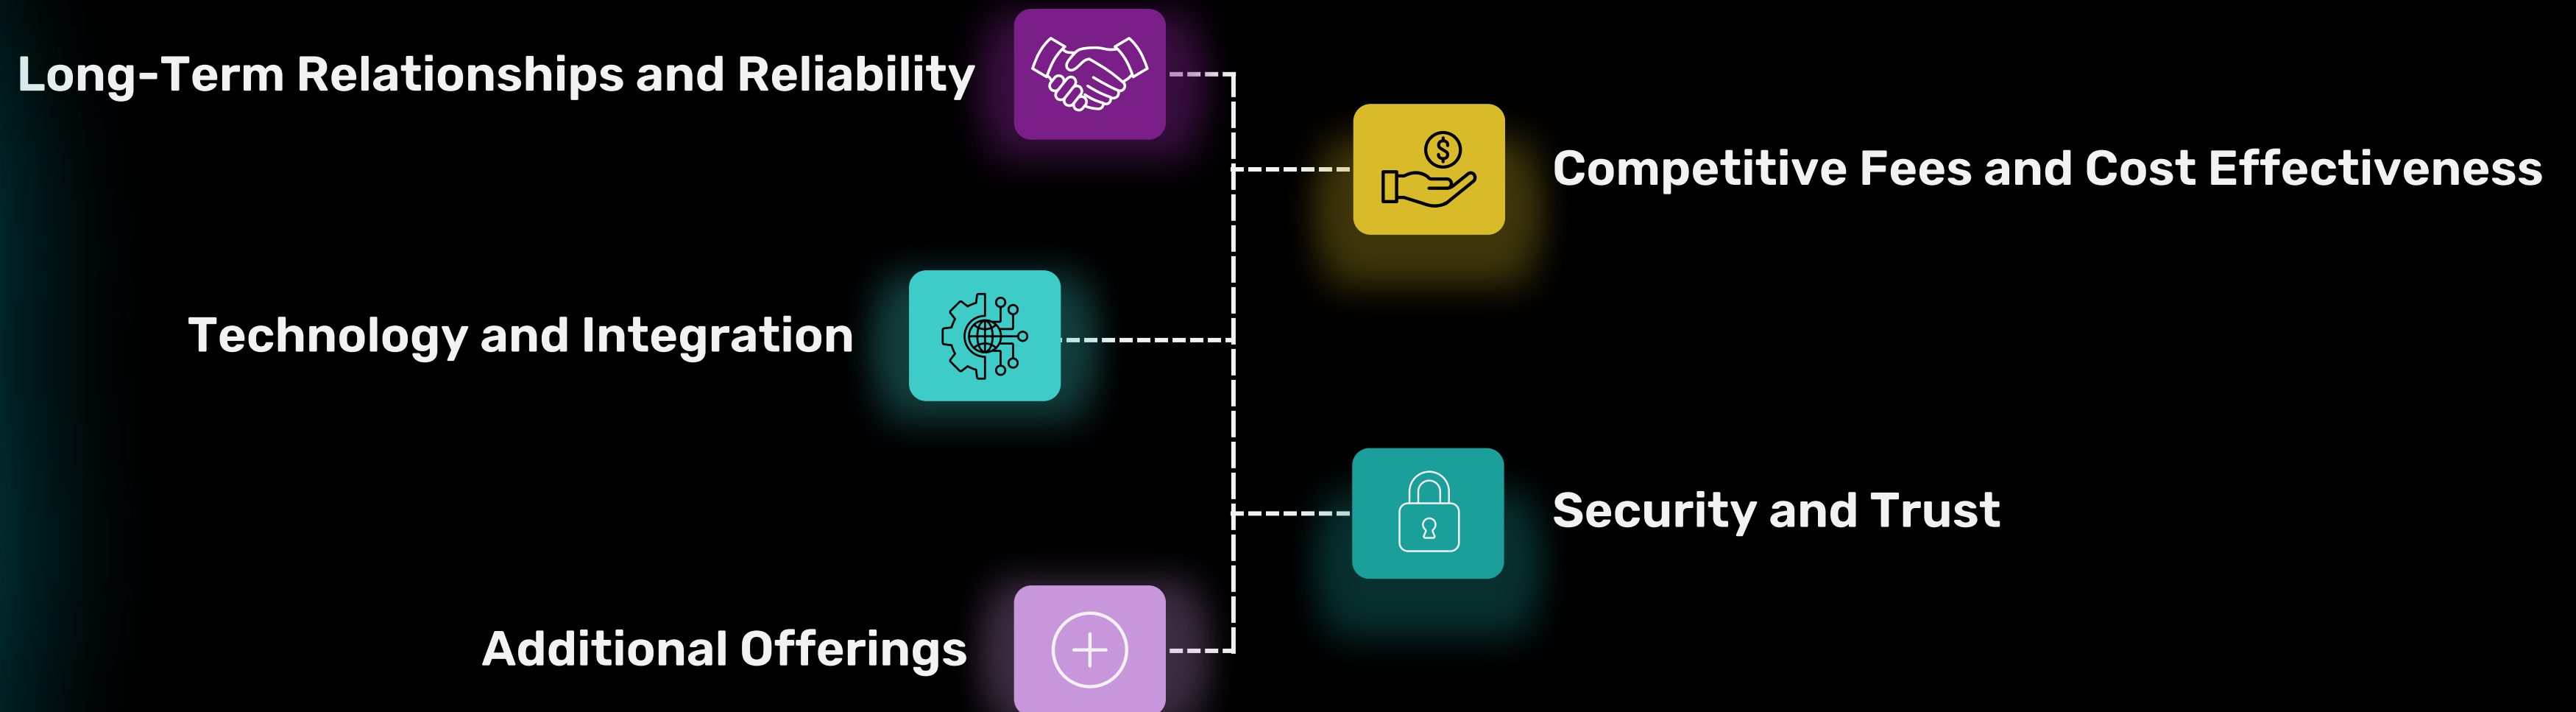 Long-Term Relationships and Reliability
Competitive Fees and Cost Effectiveness
Technology and Integration
Security and Trust
Additional Offerings